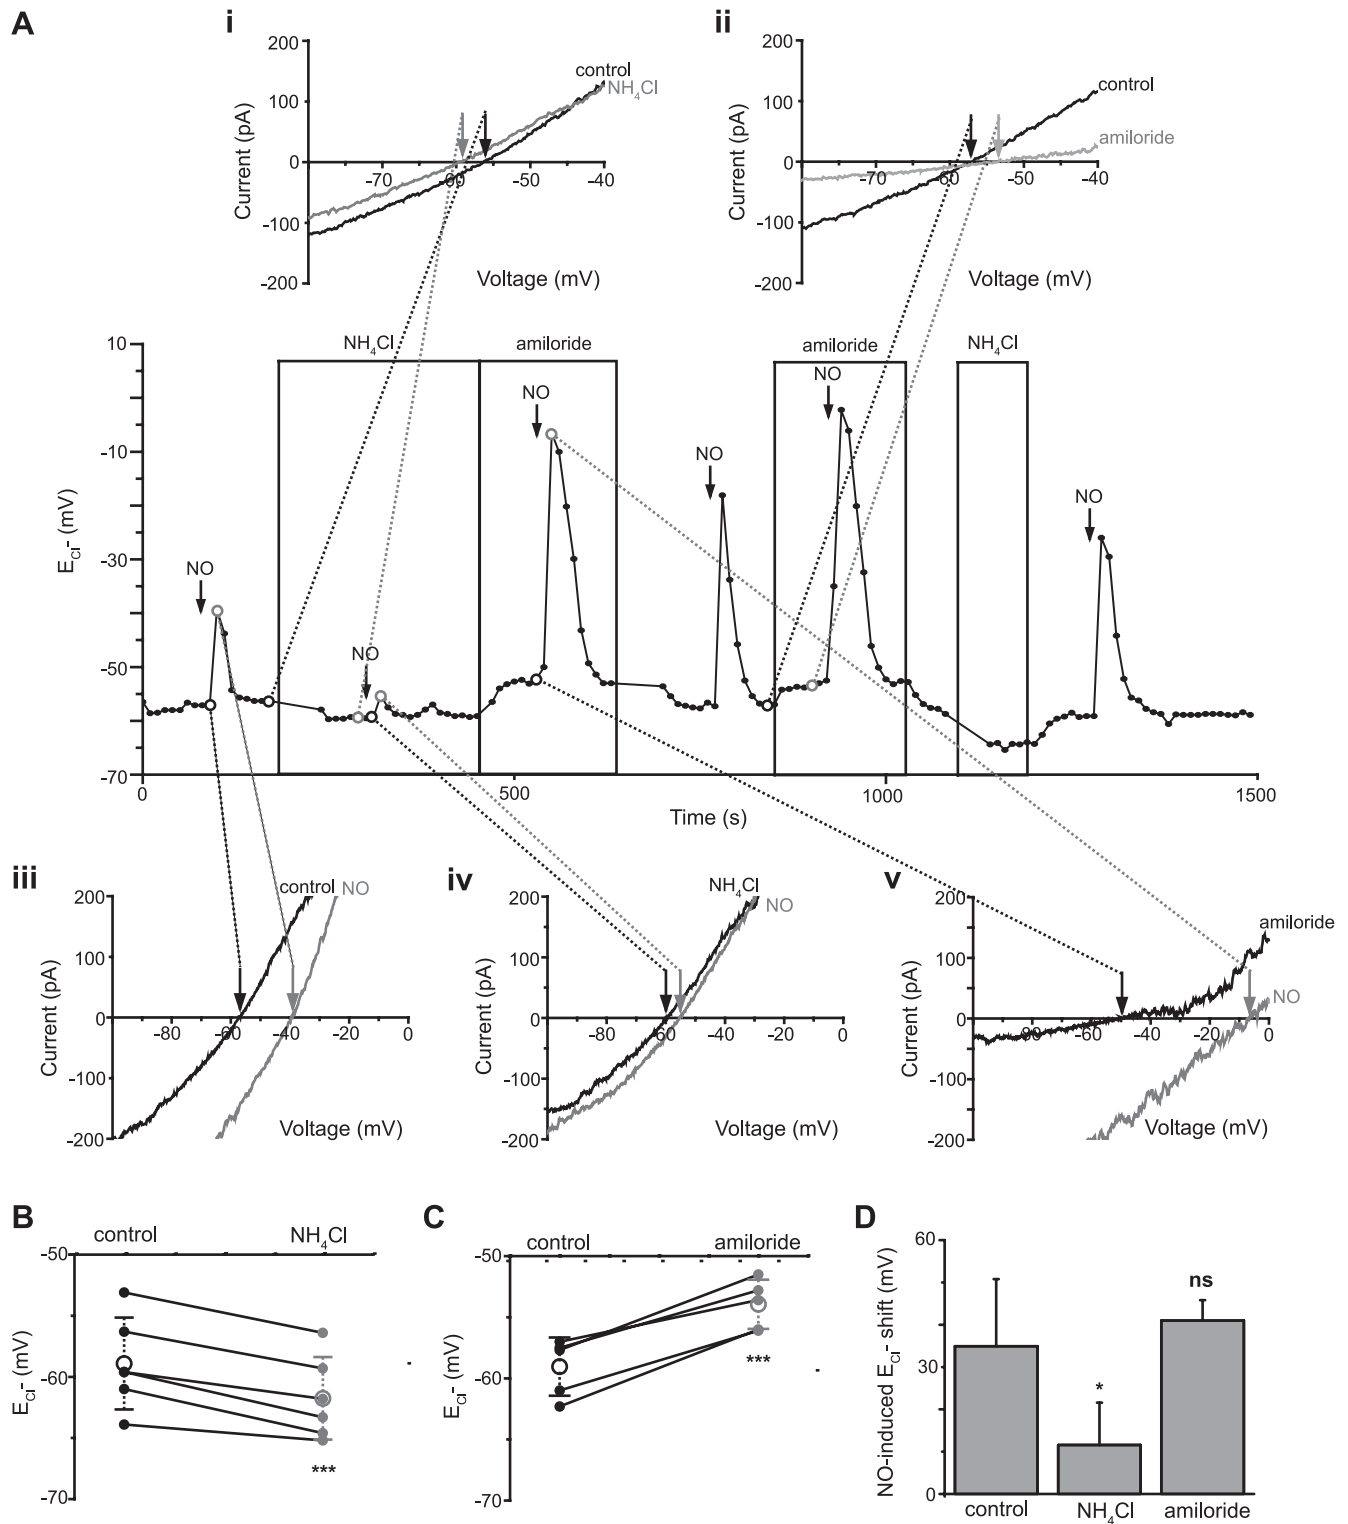 A
i
200
100
0
-100
-200
Current (pA)
-70
-60
-50
-40
control
NH4Cl
Voltage (mV)
ii
200
100
0
-100
-200
Current (pA)
-70
-60
-50
-40
control
amiloride
Voltage (mV)
NH4Cl
amiloride
amiloride
NH4Cl
NO
NO
NO
NO
NO
NO
10
-10
-30
-50
-70
ECl- (mV)
0
500
1000
1500
Time (s)
iii
200
100
0
-100
-200
Current (pA)
-80
-60
-40
-20
0
control
NO
Voltage (mV)
iv
200
100
0
-100
-200
Current (pA)
-80
-60
-40
-20
0
NH4Cl
NO
Voltage (mV)
v
200
100
0
-100
-200
Current (pA)
-80
-60
-40
-20
0
amiloride
NO
Voltage (mV)
B
control
NH4Cl
-50
-60
-70
ECl- (mV)
***
C
control
amiloride
-50
-60
-70
ECl- (mV)
***
D
60
30
0
NO-induced ECl- shift (mV)
*
ns
control
NH4Cl
amiloride